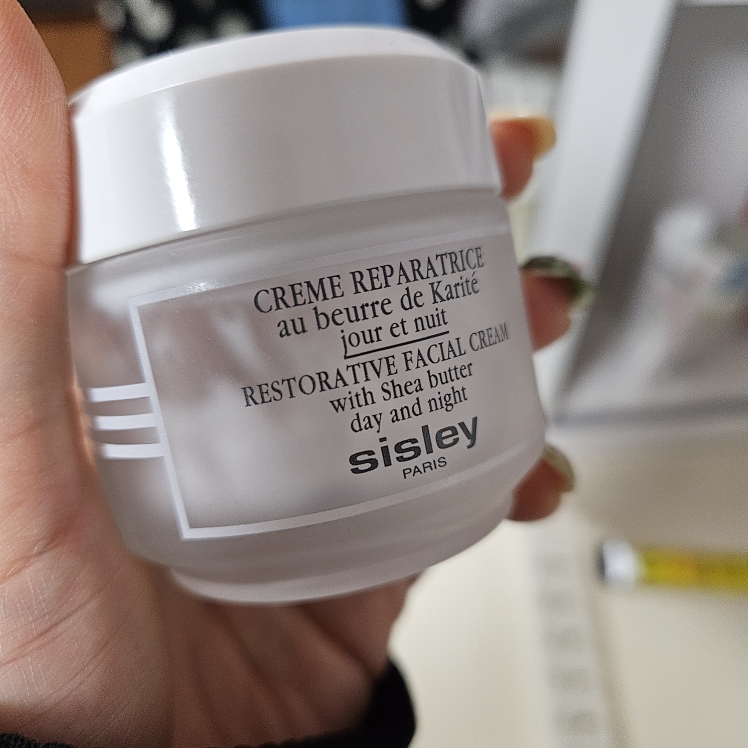 CREME REPARATRICE
au beurre de Karité
jour et nuit
RESTORATIVE FACIAL CREAM
with Shea butter
day and night
sisley
PARIS